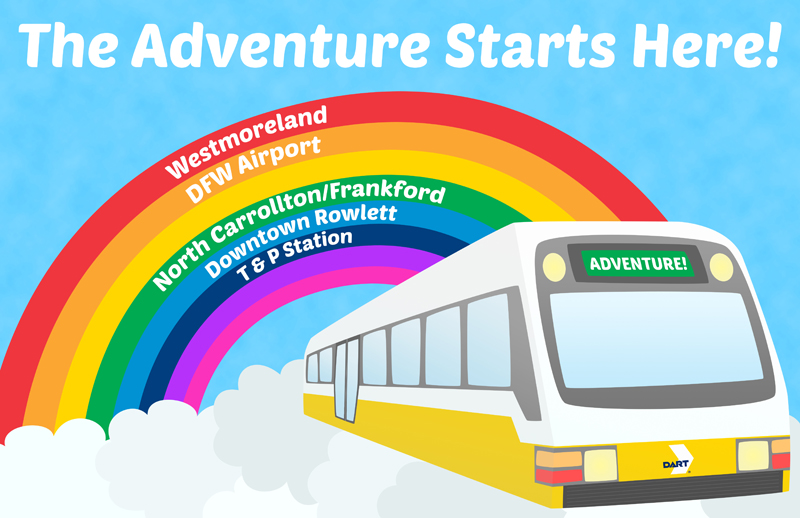 The Adventure Starts Here!
Westmoreland
DFW Airport
North Carrollton/Frankford
Downtown Rowlett
T & P Station
ADVENTURE!
DART